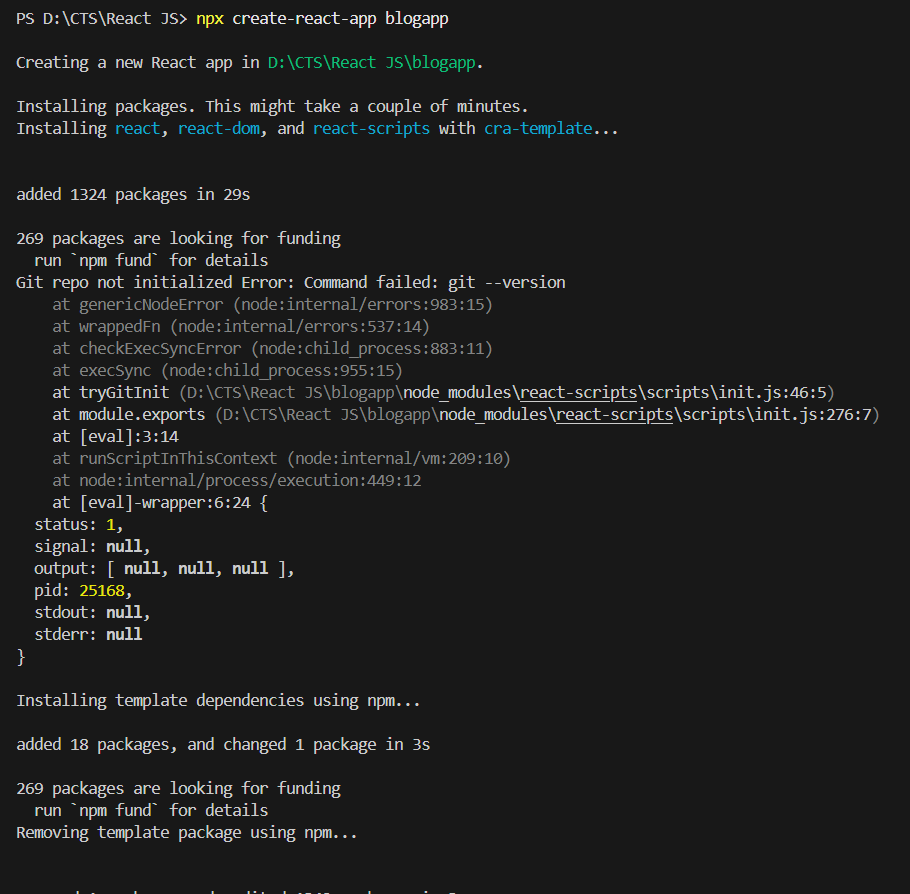 PS D:\CTS\React JS> npx create-react-app blogapp
Creating a new React app in D:\CTS\React JS\blogapp.
Installing packages. This might take a couple of minutes.
Installing react, react-dom, and react-scripts with cra-template...
added 1324 packages in 29s
269 packages are looking for funding
  run `npm fund` for details
Git repo not initialized Error: Command failed: git --version
    at genericNodeError (node:internal/errors:983:15)
    at wrappedFn (node:internal/errors:537:14)
    at checkExecSyncError (node:child_process:883:11)
    at execSync (node:child_process:955:15)
    at tryGitInit (D:\CTS\React JS\blogapp\node_modules\react-scripts\scripts\init.js:46:5)
    at module.exports (D:\CTS\React JS\blogapp\node_modules\react-scripts\scripts\init.js:276:7)
    at [eval]:3:14
    at runScriptInThisContext (node:internal/vm:209:10)
    at node:internal/process/execution:449:12
    at [eval]-wrapper:6:24 {
  status: 1,
  signal: null,
  output: [ null, null, null ],
  pid: 25168,
  stdout: null,
  stderr: null
}
Installing template dependencies using npm...
added 18 packages, and changed 1 package in 3s
269 packages are looking for funding
  run `npm fund` for details
Removing template package using npm...